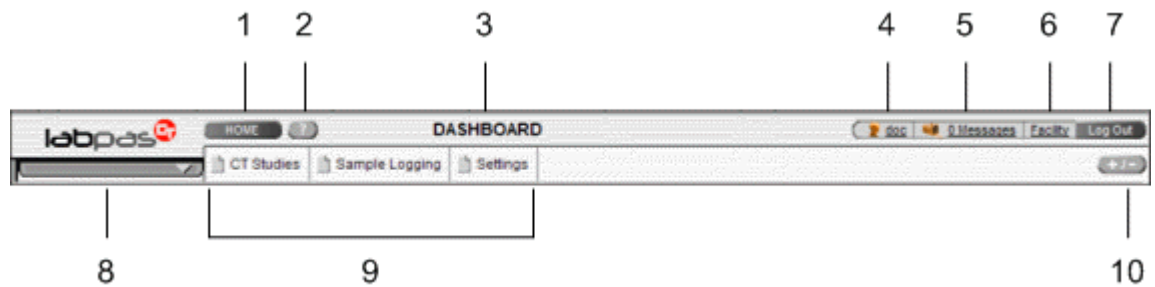 1 2 3 4 5 6 7
labpas CT HOME ? DASHBOARD doc 0 Messages Facility Log Out
CT Studies Sample Logging Settings + / -
8 9 10